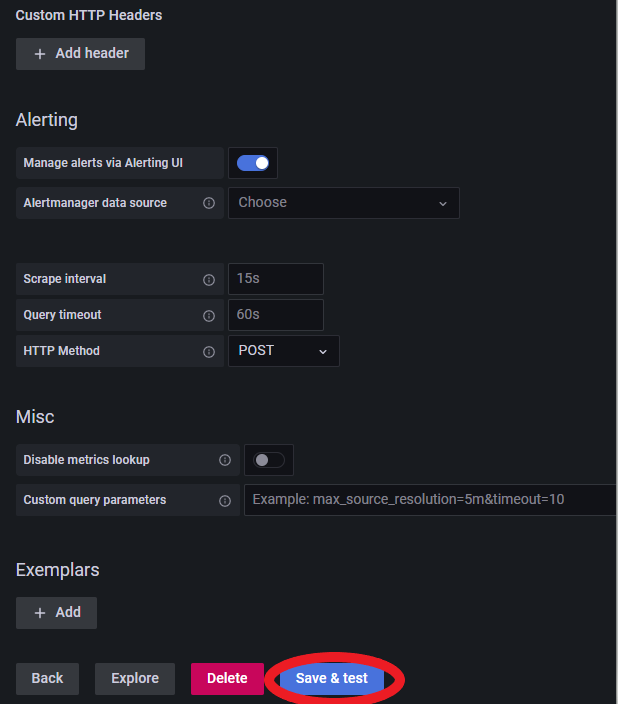 Custom HTTP Headers
+ Add header
Alerting
Manage alerts via Alerting UI
Alertmanager data source Choose
Scrape interval 15s
Query timeout 60s
HTTP Method POST
Misc
Disable metrics lookup
Custom query parameters Example: max_source_resolution=5m&timeout=10
Exemplars
+ Add
Back Explore Delete Save & test